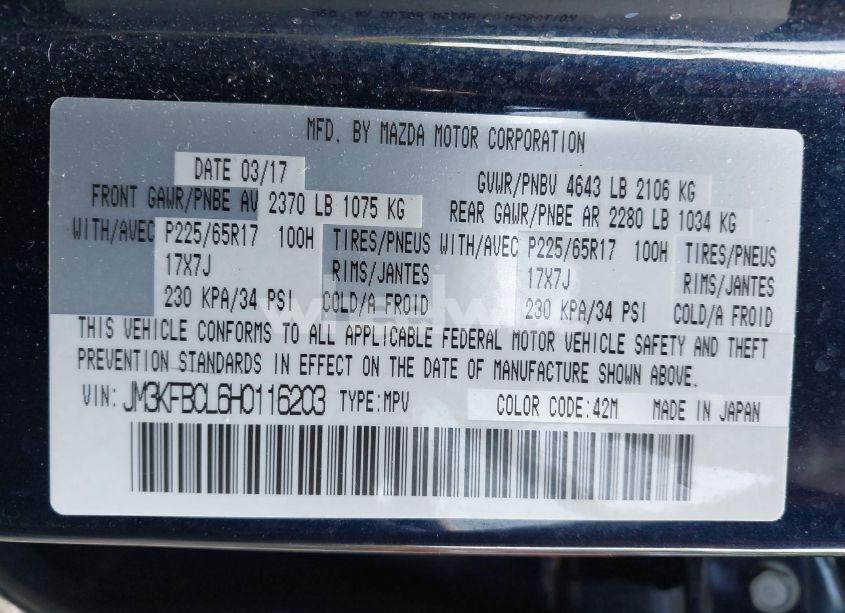 MFD. BY MAZDA MOTOR CORPORATION
DATE 03/17 GVWR/PNBV 4643 LB 2106 KG
FRONT GAWR/PNBE AV 2370 LB 1075 KG REAR GAWR/PNBE AR 2280 LB 1034 KG
WITH/AVEC P225/65R17 100H TIRES/PNEUS WITH/AVEC P225/65R17 100H TIRES/PNEUS
17X7J RIMS/JANTES 17X7J RIMS/JANTES
230 KPA/34 PSI COLD/A FROID 230 KPA/34 PSI COLD/A FROID
THIS VEHICLE CONFORMS TO ALL APPLICABLE FEDERAL MOTOR VEHICLE SAFETY AND THEFT
PREVENTION STANDARDS IN EFFECT ON THE DATE OF MANUFACTURE SHOWN ABOVE.
VIN: JM3KFBCL6H0116203 TYPE:MPV COLOR CODE:42M MADE IN JAPAN